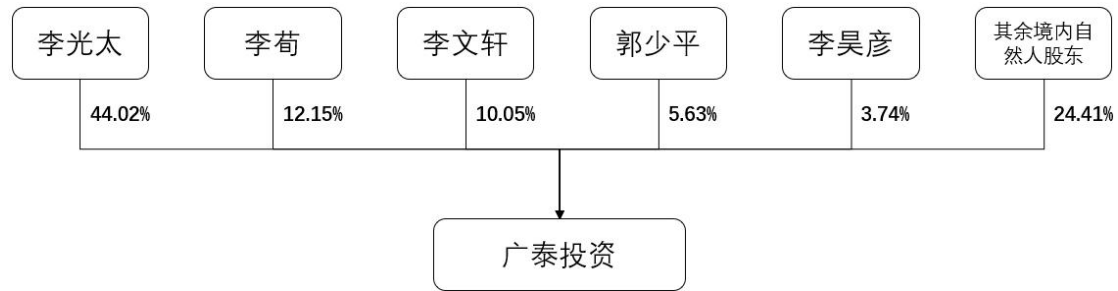 李光太
李荀
李文轩
郭少平
李昊彦
其余境内自
然人股东
44.02%
12.15%
10.05%
5.63%
3.74%
24.41%
广泰投资